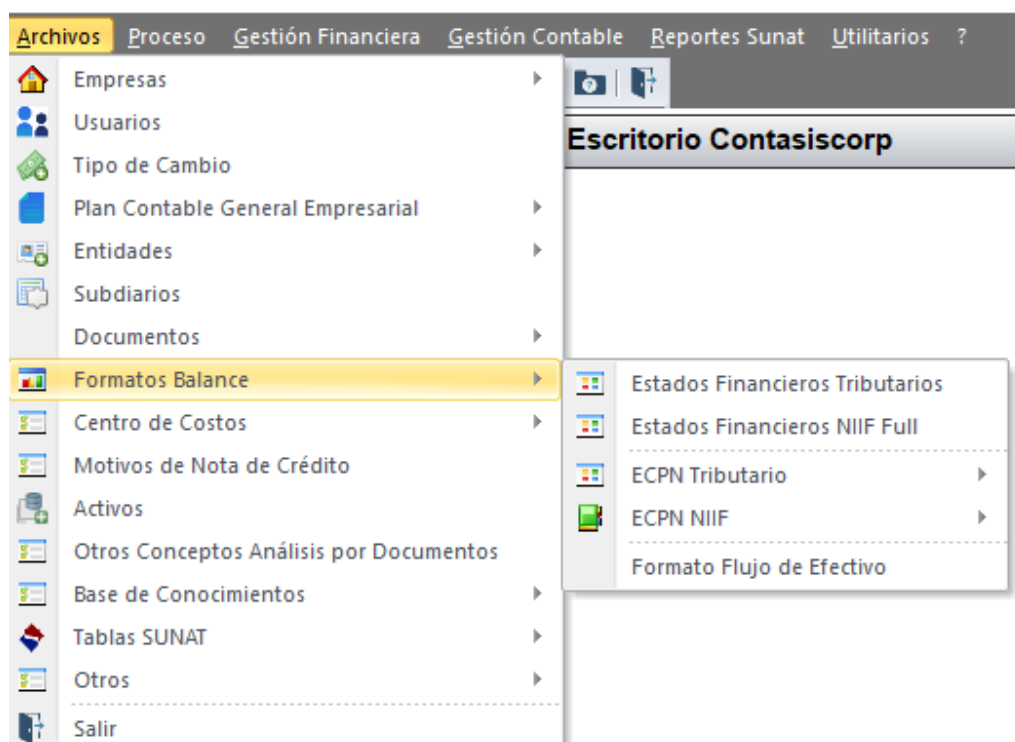 Archivos Proceso Gestión Financiera Gestión Contable Reportes Sunat Utilitarios ?
Empresas
Usuarios
Escritorio Contasiscorp
Tipo de Cambio
Plan Contable General Empresarial
Entidades
Subdiarios
Documentos
Formatos Balance
Centro de Costos
Motivos de Nota de Crédito
Activos
Otros Conceptos Análisis por Documentos
Base de Conocimientos
Tablas SUNAT
Otros
Salir
Estados Financieros Tributarios
Estados Financieros NIIF Full
ECPN Tributario
ECPN NIIF
Formato Flujo de Efectivo